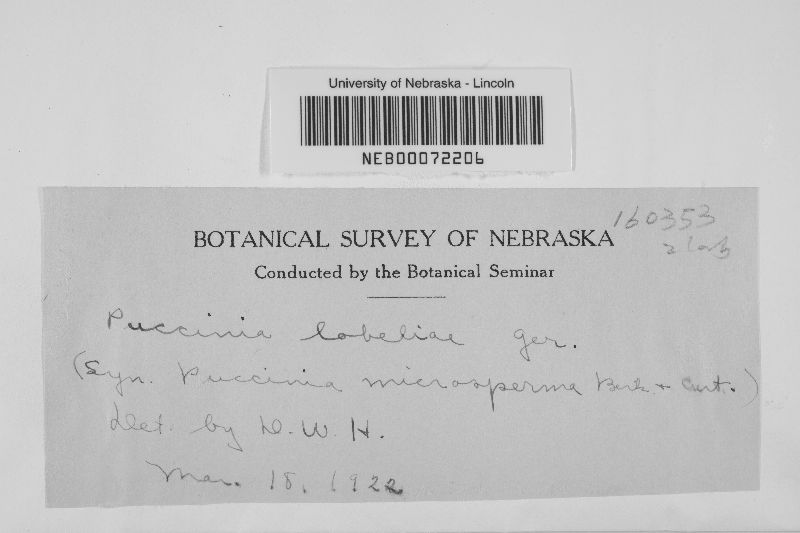 University of Nebraska - Lincoln
NEB00072206
160353
BOTANICAL SURVEY OF NEBRASKA
Conducted by the Botanical Seminar
Puccinia lobeliae Ger.
(Syn. Puccinia microsperma Berk + Curt.)
Det. by D. W. H.
Mar. 18, 1922